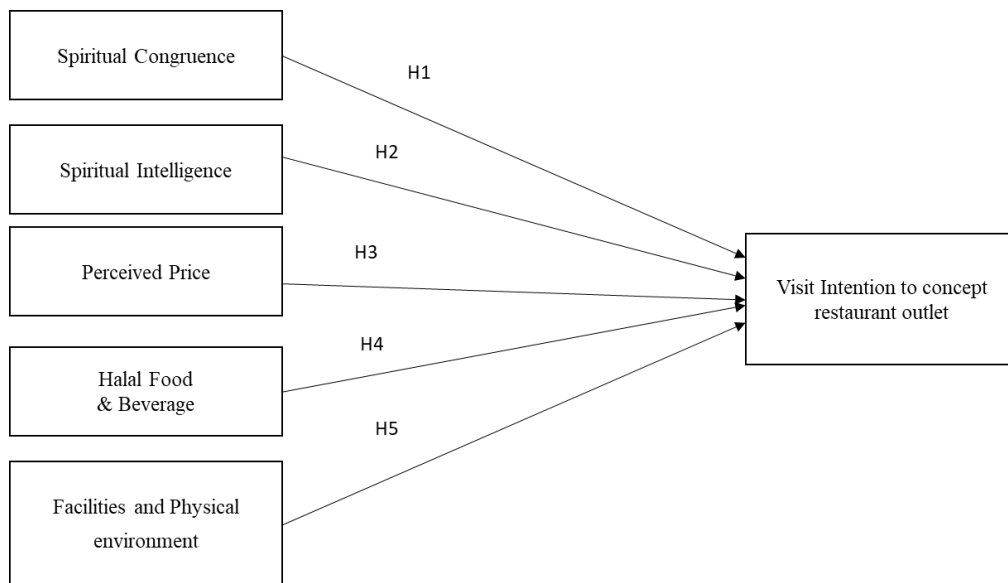 Spiritual Congruence
H1
Spiritual Intelligence
H2
Perceived Price
H3
Visit Intention to concept
restaurant outlet
Halal Food
& Beverage
H4
Facilities and Physical
environment
H5